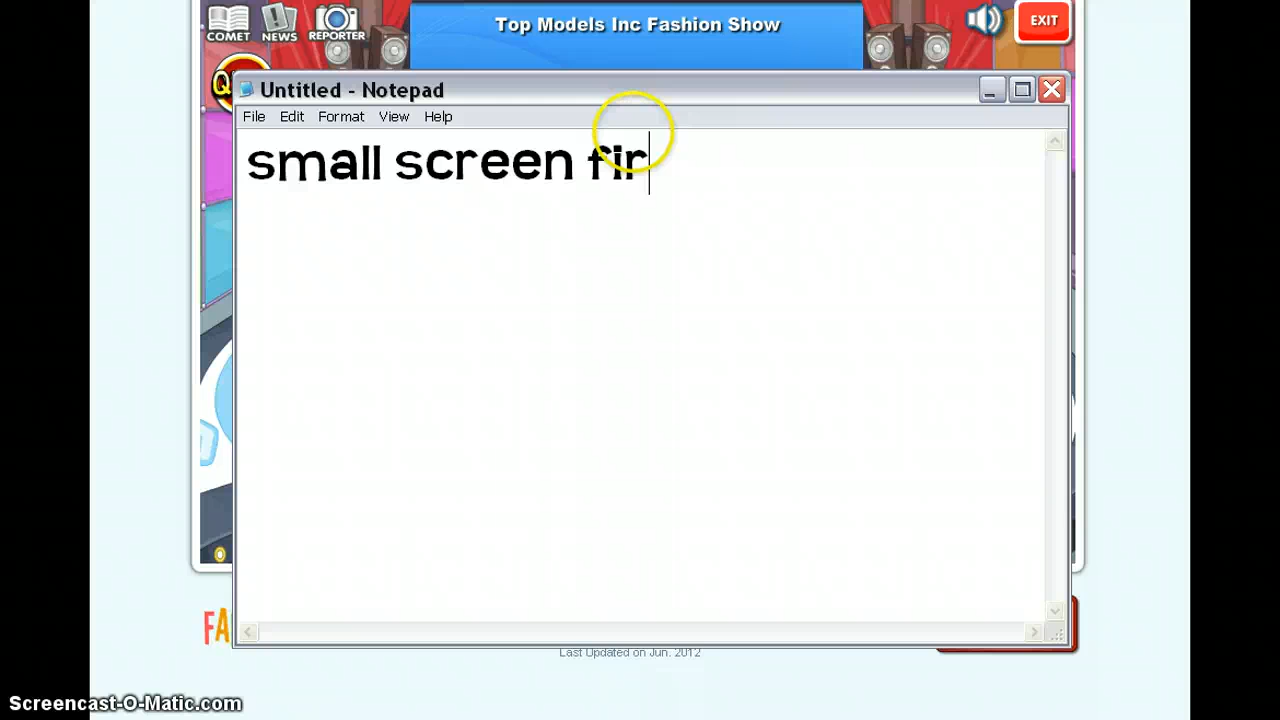 COMET NEWS REPORTER
Top Models Inc Fashion Show
EXIT
Q
Untitled - Notepad
File Edit Format View Help
small screen fir
FA
Last Updated on Jun. 2012
Screencast-O-Matic.com